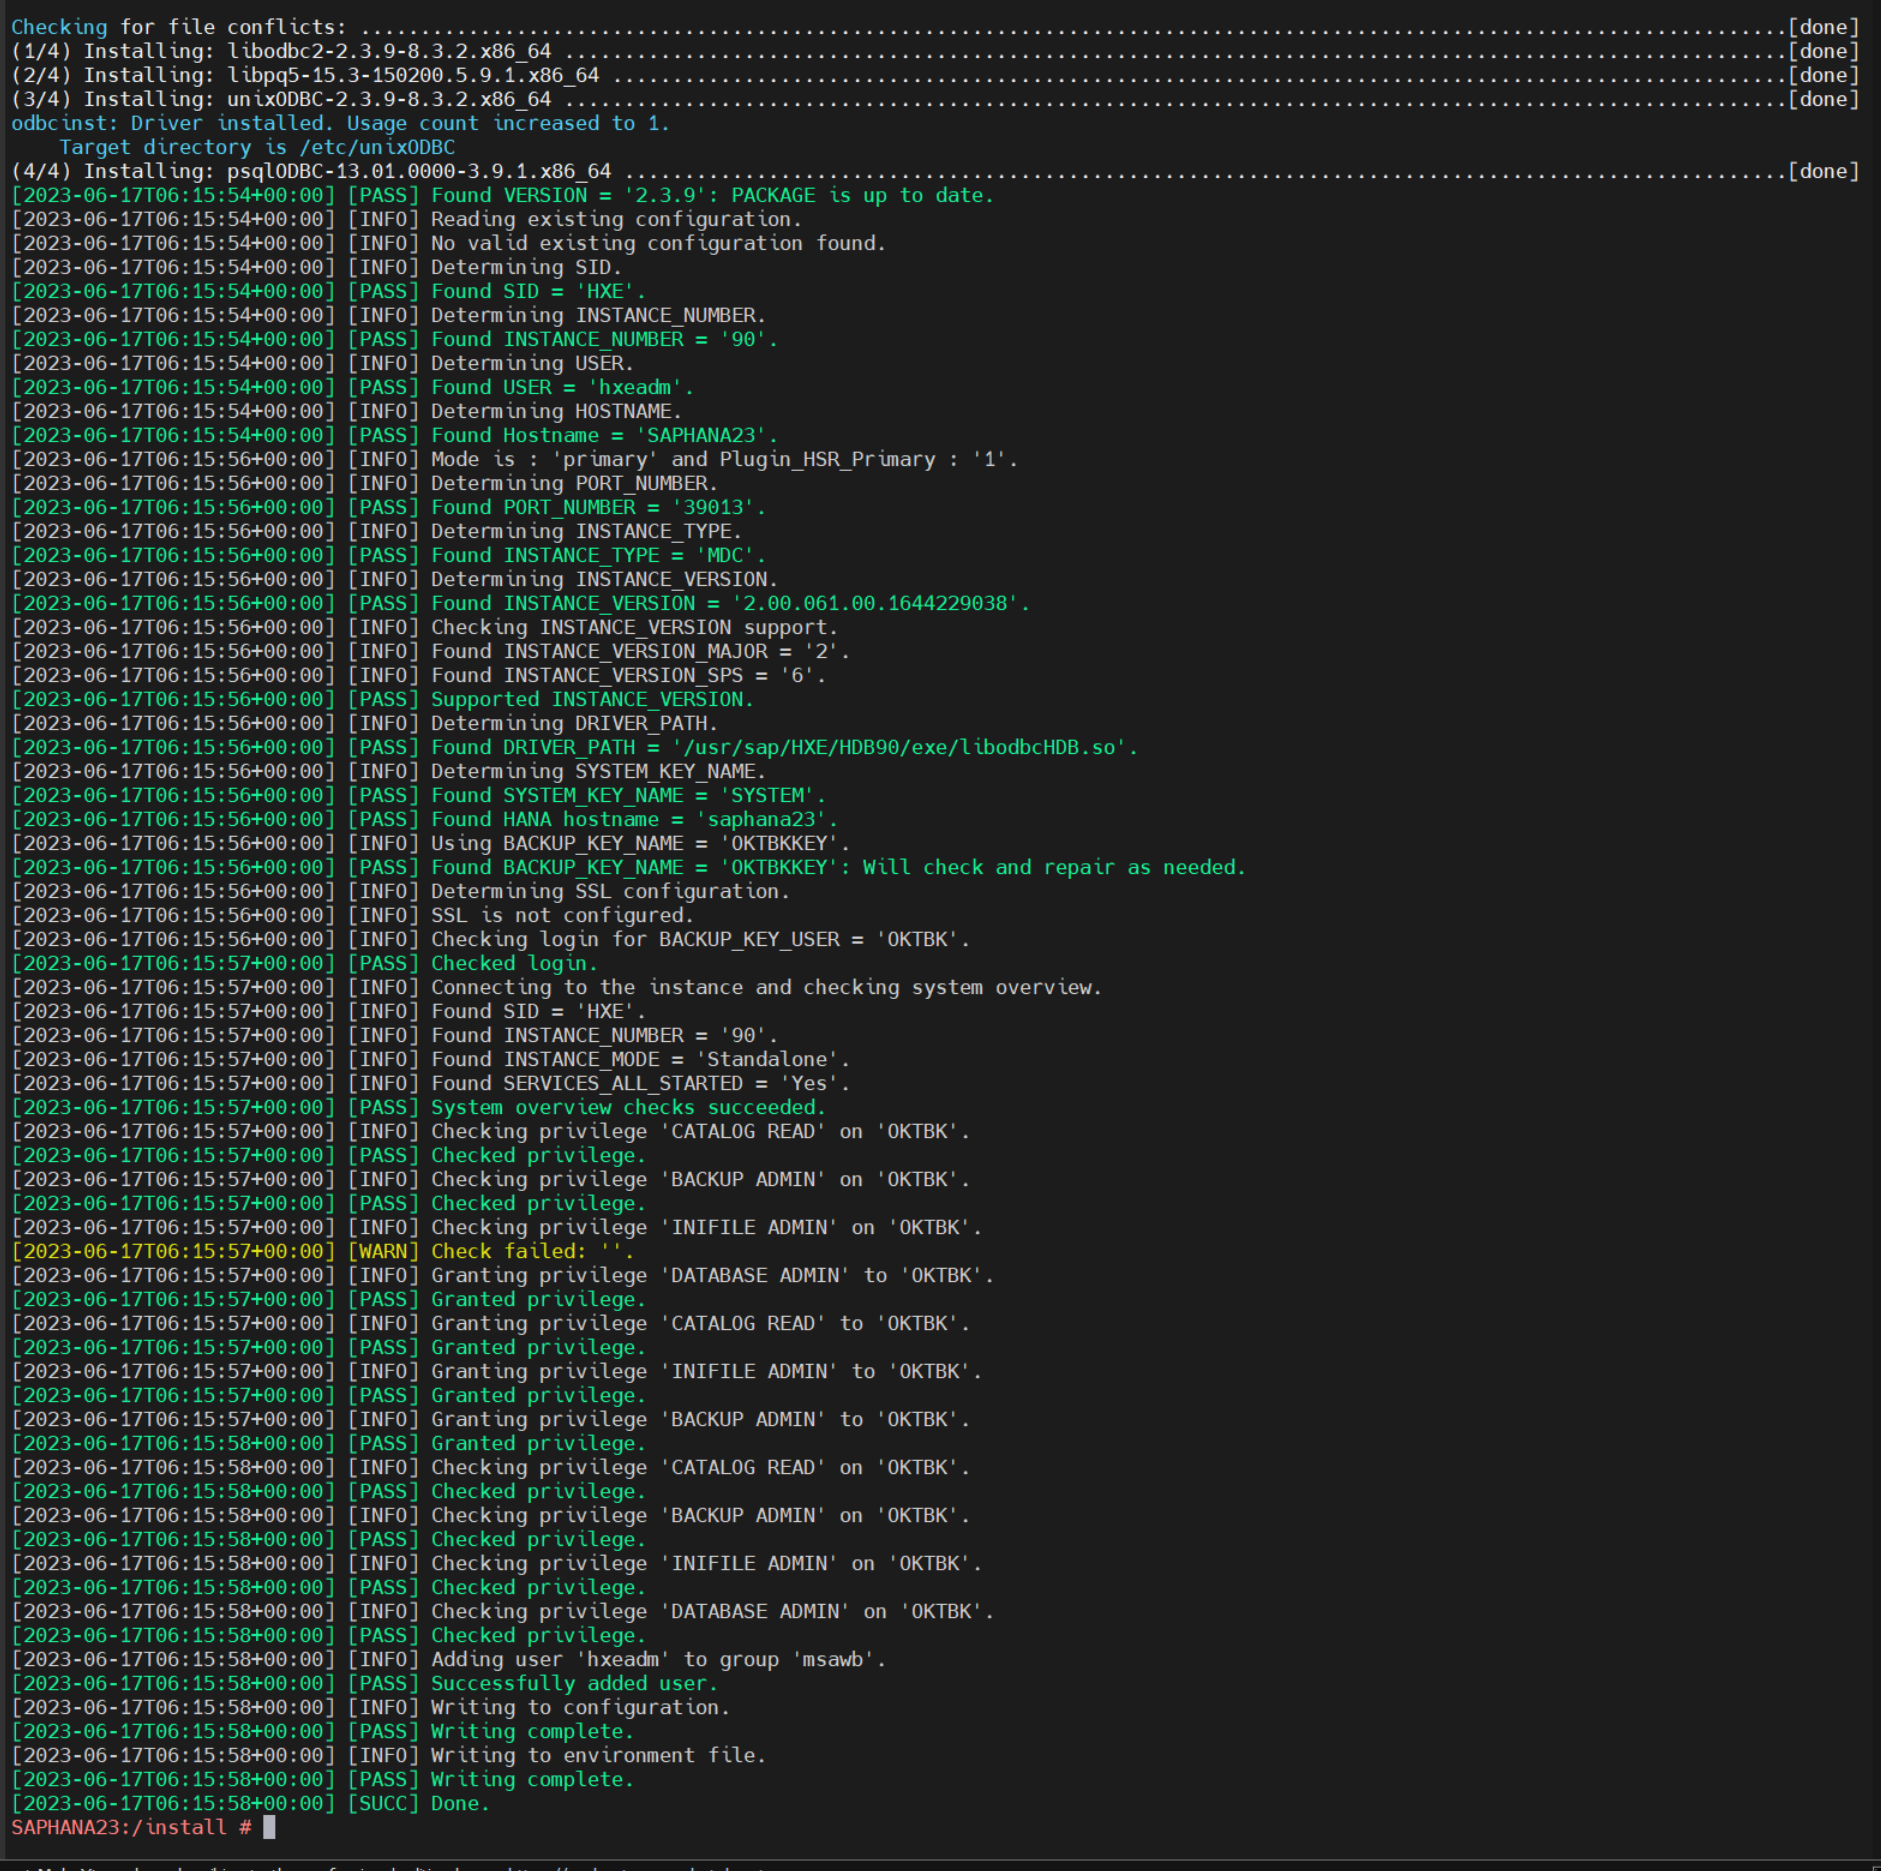 Checking for file conflicts: ...................................................................................................................[done]
(1/4) Installing: libodbc2-2.3.9-8.3.2.x86_64 ......................................................................................................[done]
(2/4) Installing: libpq5-15.3-150200.5.9.1.x86_64 ..................................................................................................[done]
(3/4) Installing: unixODBC-2.3.9-8.3.2.x86_64 ......................................................................................................[done]
odbcinst: Driver installed. Usage count increased to 1.
    Target directory is /etc/unixODBC
(4/4) Installing: psqlODBC-13.01.0000-3.9.1.x86_64 .................................................................................................[done]
[2023-06-17T06:15:54+00:00] [PASS] Found VERSION = '2.3.9': PACKAGE is up to date.
[2023-06-17T06:15:54+00:00] [INFO] Reading existing configuration.
[2023-06-17T06:15:54+00:00] [INFO] No valid existing configuration found.
[2023-06-17T06:15:54+00:00] [INFO] Determining SID.
[2023-06-17T06:15:54+00:00] [PASS] Found SID = 'HXE'.
[2023-06-17T06:15:54+00:00] [INFO] Determining INSTANCE_NUMBER.
[2023-06-17T06:15:54+00:00] [PASS] Found INSTANCE_NUMBER = '90'.
[2023-06-17T06:15:54+00:00] [INFO] Determining USER.
[2023-06-17T06:15:54+00:00] [PASS] Found USER = 'hxeadm'.
[2023-06-17T06:15:54+00:00] [INFO] Determining HOSTNAME.
[2023-06-17T06:15:54+00:00] [PASS] Found Hostname = 'SAPHANA23'.
[2023-06-17T06:15:56+00:00] [INFO] Mode is : 'primary' and Plugin_HSR_Primary : '1'.
[2023-06-17T06:15:56+00:00] [INFO] Determining PORT_NUMBER.
[2023-06-17T06:15:56+00:00] [PASS] Found PORT_NUMBER = '39013'.
[2023-06-17T06:15:56+00:00] [INFO] Determining INSTANCE_TYPE.
[2023-06-17T06:15:56+00:00] [PASS] Found INSTANCE_TYPE = 'MDC'.
[2023-06-17T06:15:56+00:00] [INFO] Determining INSTANCE_VERSION.
[2023-06-17T06:15:56+00:00] [PASS] Found INSTANCE_VERSION = '2.00.061.00.1644229038'.
[2023-06-17T06:15:56+00:00] [INFO] Checking INSTANCE_VERSION support.
[2023-06-17T06:15:56+00:00] [INFO] Found INSTANCE_VERSION_MAJOR = '2'.
[2023-06-17T06:15:56+00:00] [INFO] Found INSTANCE_VERSION_SPS = '6'.
[2023-06-17T06:15:56+00:00] [PASS] Supported INSTANCE_VERSION.
[2023-06-17T06:15:56+00:00] [INFO] Determining DRIVER_PATH.
[2023-06-17T06:15:56+00:00] [PASS] Found DRIVER_PATH = '/usr/sap/HXE/HDB90/exe/libodbcHDB.so'.
[2023-06-17T06:15:56+00:00] [INFO] Determining SYSTEM_KEY_NAME.
[2023-06-17T06:15:56+00:00] [PASS] Found SYSTEM_KEY_NAME = 'SYSTEM'.
[2023-06-17T06:15:56+00:00] [PASS] Found HANA hostname = 'saphana23'.
[2023-06-17T06:15:56+00:00] [INFO] Using BACKUP_KEY_NAME = 'OKTBKKEY'.
[2023-06-17T06:15:56+00:00] [PASS] Found BACKUP_KEY_NAME = 'OKTBKKEY': Will check and repair as needed.
[2023-06-17T06:15:56+00:00] [INFO] Determining SSL configuration.
[2023-06-17T06:15:56+00:00] [INFO] SSL is not configured.
[2023-06-17T06:15:56+00:00] [INFO] Checking login for BACKUP_KEY_USER = 'OKTBK'.
[2023-06-17T06:15:57+00:00] [PASS] Checked login.
[2023-06-17T06:15:57+00:00] [INFO] Connecting to the instance and checking system overview.
[2023-06-17T06:15:57+00:00] [INFO] Found SID = 'HXE'.
[2023-06-17T06:15:57+00:00] [INFO] Found INSTANCE_NUMBER = '90'.
[2023-06-17T06:15:57+00:00] [INFO] Found INSTANCE_MODE = 'Standalone'.
[2023-06-17T06:15:57+00:00] [INFO] Found SERVICES_ALL_STARTED = 'Yes'.
[2023-06-17T06:15:57+00:00] [PASS] System overview checks succeeded.
[2023-06-17T06:15:57+00:00] [INFO] Checking privilege 'CATALOG READ' on 'OKTBK'.
[2023-06-17T06:15:57+00:00] [PASS] Checked privilege.
[2023-06-17T06:15:57+00:00] [INFO] Checking privilege 'BACKUP ADMIN' on 'OKTBK'.
[2023-06-17T06:15:57+00:00] [PASS] Checked privilege.
[2023-06-17T06:15:57+00:00] [INFO] Checking privilege 'INIFILE ADMIN' on 'OKTBK'.
[2023-06-17T06:15:57+00:00] [WARN] Check failed: ''.
[2023-06-17T06:15:57+00:00] [INFO] Granting privilege 'DATABASE ADMIN' to 'OKTBK'.
[2023-06-17T06:15:57+00:00] [PASS] Granted privilege.
[2023-06-17T06:15:57+00:00] [INFO] Granting privilege 'CATALOG READ' to 'OKTBK'.
[2023-06-17T06:15:57+00:00] [PASS] Granted privilege.
[2023-06-17T06:15:57+00:00] [INFO] Granting privilege 'INIFILE ADMIN' to 'OKTBK'.
[2023-06-17T06:15:57+00:00] [PASS] Granted privilege.
[2023-06-17T06:15:57+00:00] [INFO] Granting privilege 'BACKUP ADMIN' to 'OKTBK'.
[2023-06-17T06:15:58+00:00] [PASS] Granted privilege.
[2023-06-17T06:15:58+00:00] [INFO] Checking privilege 'CATALOG READ' on 'OKTBK'.
[2023-06-17T06:15:58+00:00] [PASS] Checked privilege.
[2023-06-17T06:15:58+00:00] [INFO] Checking privilege 'BACKUP ADMIN' on 'OKTBK'.
[2023-06-17T06:15:58+00:00] [PASS] Checked privilege.
[2023-06-17T06:15:58+00:00] [INFO] Checking privilege 'INIFILE ADMIN' on 'OKTBK'.
[2023-06-17T06:15:58+00:00] [PASS] Checked privilege.
[2023-06-17T06:15:58+00:00] [INFO] Checking privilege 'DATABASE ADMIN' on 'OKTBK'.
[2023-06-17T06:15:58+00:00] [PASS] Checked privilege.
[2023-06-17T06:15:58+00:00] [INFO] Adding user 'hxeadm' to group 'msawb'.
[2023-06-17T06:15:58+00:00] [PASS] Successfully added user.
[2023-06-17T06:15:58+00:00] [INFO] Writing to configuration.
[2023-06-17T06:15:58+00:00] [PASS] Writing complete.
[2023-06-17T06:15:58+00:00] [INFO] Writing to environment file.
[2023-06-17T06:15:58+00:00] [PASS] Writing complete.
[2023-06-17T06:15:58+00:00] [SUCC] Done.
SAPHANA23:/install #